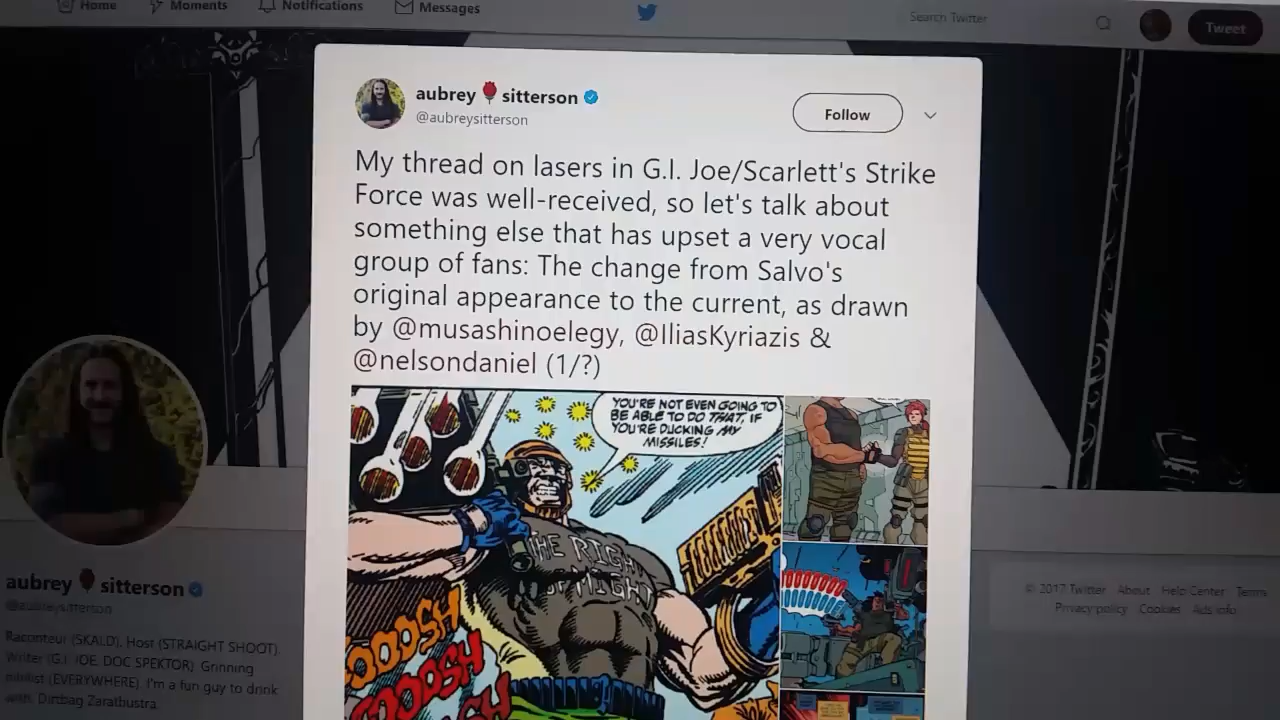 Home
Moments
Notifications
Messages
Search Twitter
Tweet
aubrey sitterson
@aubreysitterson
Follow
My thread on lasers in G.I. Joe/Scarlett's Strike
Force was well-received, so let's talk about
something else that has upset a very vocal
group of fans: The change from Salvo's
original appearance to the current, as drawn
by @musashinoelegy, @IliasKyriazis &
@nelsondaniel (1/?)
YOU'RE NOT EVEN GOING TO
BE ABLE TO DO THAT, IF
YOU'RE DUCKING MY
MISSILES!
THE RIGHT
OF MIGHT
aubrey sitterson
@aubreysitterson
Raconteur (SKALD). Host (STRAIGHT SHOOT).
Writer (G.I. JOE, DOC SPEKTOR). Grinning
nihilist (EVERYWHERE). I'm a fun guy to drink
with. Dirtbag Zaratbustra.
© 2017 Twitter About Help Center Terms
Privacy policy Cookies Ads info